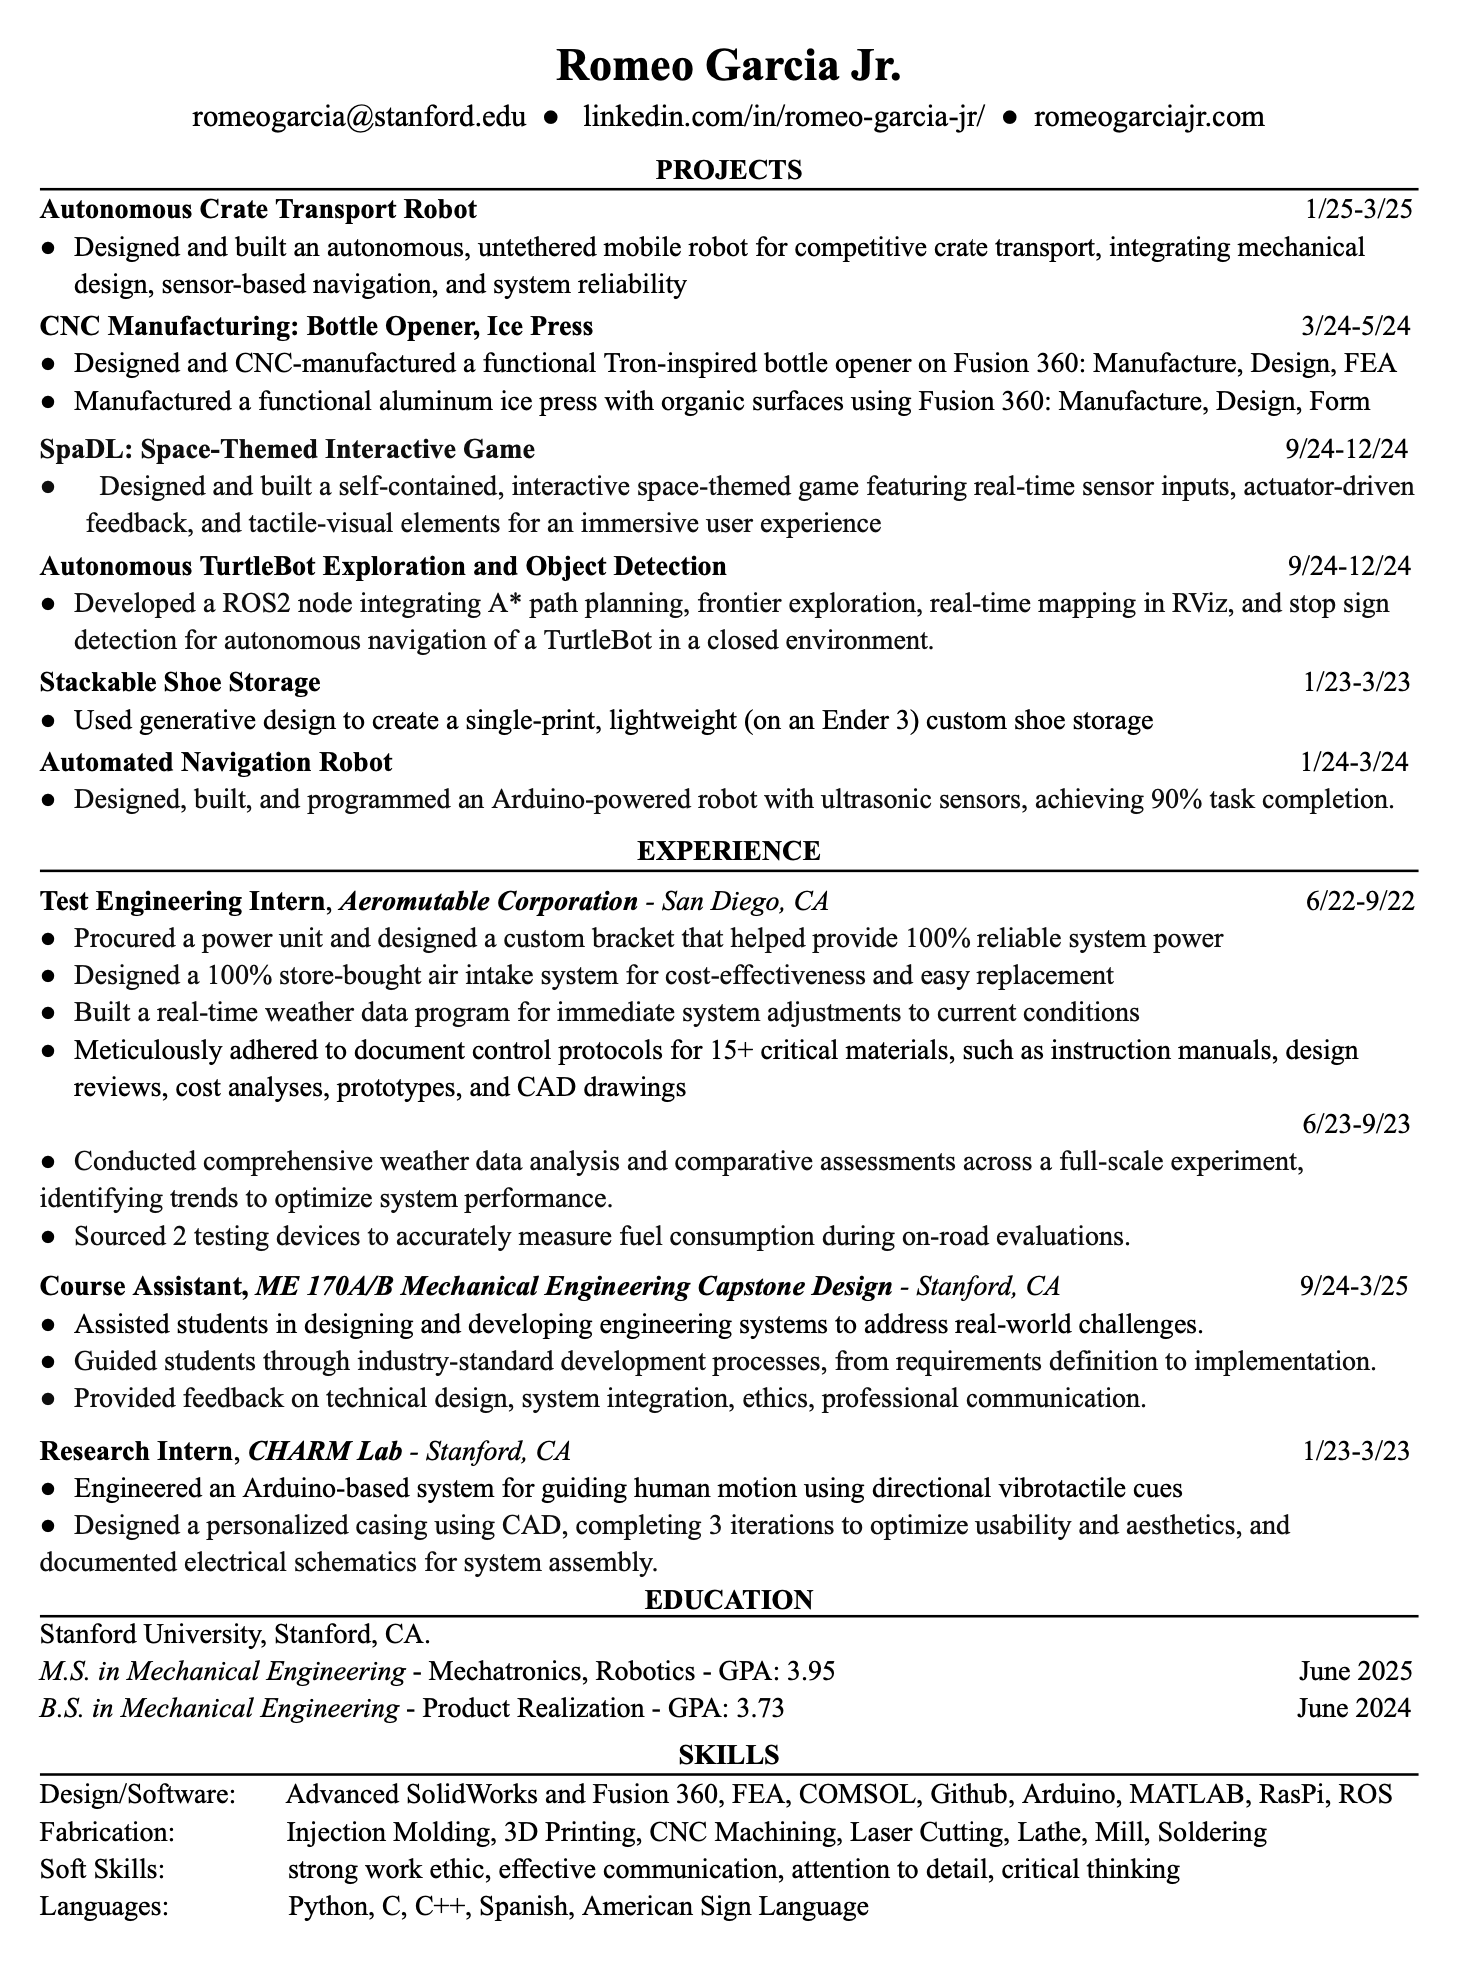 Romeo Garcia Jr.
romeogarcia@stanford.edu ● linkedin.com/in/romeo-garcia-jr/ ● romeogarciajr.com
PROJECTS
Autonomous Crate Transport Robot 1/25-3/25
● Designed and built an autonomous, untethered mobile robot for competitive crate transport, integrating mechanical
design, sensor-based navigation, and system reliability
CNC Manufacturing: Bottle Opener, Ice Press 3/24-5/24
● Designed and CNC-manufactured a functional Tron-inspired bottle opener on Fusion 360: Manufacture, Design, FEA
● Manufactured a functional aluminum ice press with organic surfaces using Fusion 360: Manufacture, Design, Form
SpaDL: Space-Themed Interactive Game 9/24-12/24
● Designed and built a self-contained, interactive space-themed game featuring real-time sensor inputs, actuator-driven
feedback, and tactile-visual elements for an immersive user experience
Autonomous TurtleBot Exploration and Object Detection 9/24-12/24
● Developed a ROS2 node integrating A* path planning, frontier exploration, real-time mapping in RViz, and stop sign
detection for autonomous navigation of a TurtleBot in a closed environment.
Stackable Shoe Storage 1/23-3/23
● Used generative design to create a single-print, lightweight (on an Ender 3) custom shoe storage
Automated Navigation Robot 1/24-3/24
● Designed, built, and programmed an Arduino-powered robot with ultrasonic sensors, achieving 90% task completion.
EXPERIENCE
Test Engineering Intern, Aeromutable Corporation - San Diego, CA 6/22-9/22
● Procured a power unit and designed a custom bracket that helped provide 100% reliable system power
● Designed a 100% store-bought air intake system for cost-effectiveness and easy replacement
● Built a real-time weather data program for immediate system adjustments to current conditions
● Meticulously adhered to document control protocols for 15+ critical materials, such as instruction manuals, design
reviews, cost analyses, prototypes, and CAD drawings
6/23-9/23
● Conducted comprehensive weather data analysis and comparative assessments across a full-scale experiment,
identifying trends to optimize system performance.
● Sourced 2 testing devices to accurately measure fuel consumption during on-road evaluations.
Course Assistant, ME 170A/B Mechanical Engineering Capstone Design - Stanford, CA 9/24-3/25
● Assisted students in designing and developing engineering systems to address real-world challenges.
● Guided students through industry-standard development processes, from requirements definition to implementation.
● Provided feedback on technical design, system integration, ethics, professional communication.
Research Intern, CHARM Lab - Stanford, CA 1/23-3/23
● Engineered an Arduino-based system for guiding human motion using directional vibrotactile cues
● Designed a personalized casing using CAD, completing 3 iterations to optimize usability and aesthetics, and
documented electrical schematics for system assembly.
EDUCATION
Stanford University, Stanford, CA.
M.S. in Mechanical Engineering - Mechatronics, Robotics - GPA: 3.95 June 2025
B.S. in Mechanical Engineering - Product Realization - GPA: 3.73 June 2024
SKILLS
Design/Software: Advanced SolidWorks and Fusion 360, FEA, COMSOL, Github, Arduino, MATLAB, RasPi, ROS
Fabrication: Injection Molding, 3D Printing, CNC Machining, Laser Cutting, Lathe, Mill, Soldering
Soft Skills: strong work ethic, effective communication, attention to detail, critical thinking
Languages: Python, C, C++, Spanish, American Sign Language